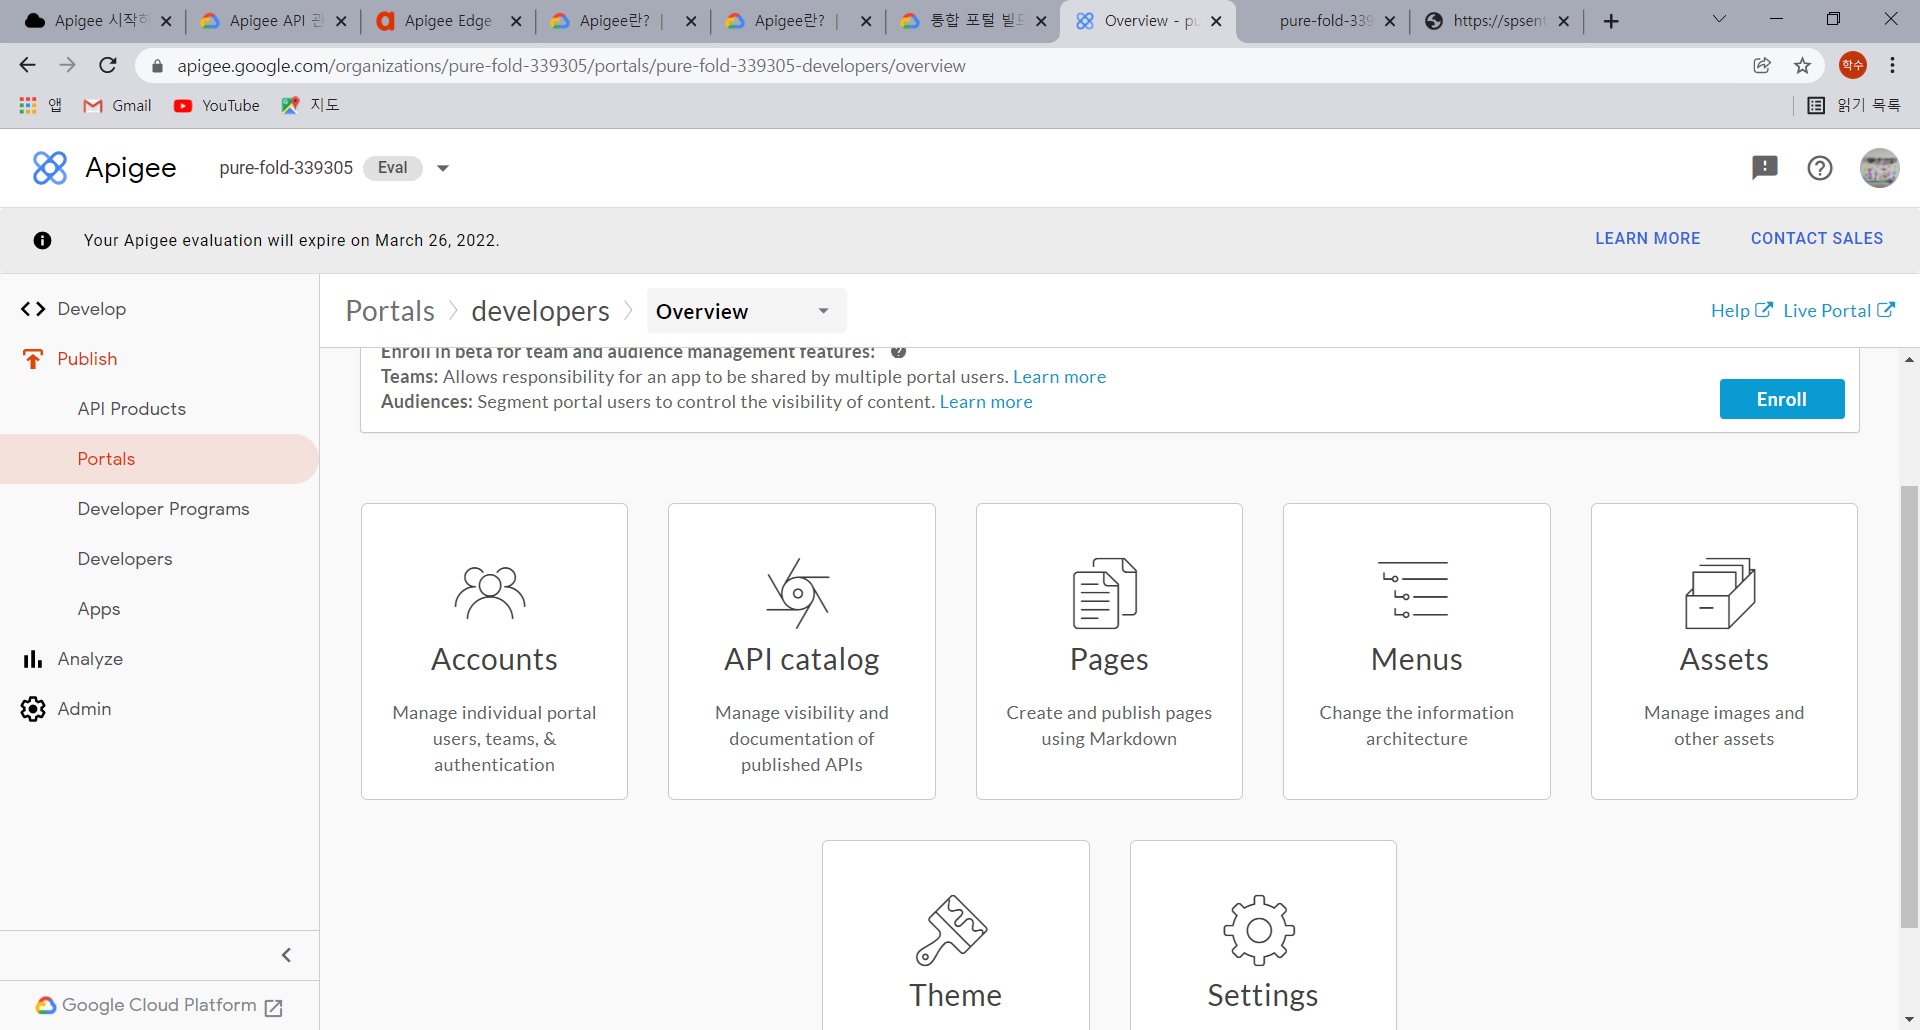 Apigee 시작하
Apigee API 관
Apigee Edge
Apigee란? |
Apigee란? |
통합 포털 빌드
Overview - pu
pure-fold-339
https://spsent
apigee.google.com/organizations/pure-fold-339305/portals/pure-fold-339305-developers/overview
학수
앱
Gmail
YouTube
지도
읽기 목록
Apigee
pure-fold-339305
Eval
Your Apigee evaluation will expire on March 26, 2022.
LEARN MORE
CONTACT SALES
Develop
Publish
API Products
Portals
Developer Programs
Developers
Apps
Analyze
Admin
Google Cloud Platform
Portals
developers
Overview
Help
Live Portal
Enroll in beta for team and audience management features:
Teams: Allows responsibility for an app to be shared by multiple portal users. Learn more
Audiences: Segment portal users to control the visibility of content. Learn more
Enroll
Accounts
Manage individual portal
users, teams, &
authentication
API catalog
Manage visibility and
documentation of
published APIs
Pages
Create and publish pages
using Markdown
Menus
Change the information
architecture
Assets
Manage images and
other assets
Theme
Settings